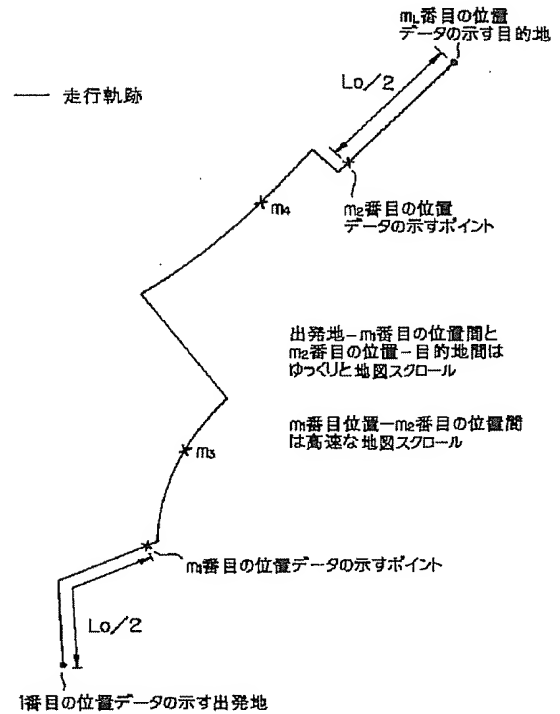 mL番目の位置
データの示す目的地
Lo/2
走行軌跡
m2番目の位置
データの示すポイント
m4
出発地-m1番目の位置間と
m2番目の位置-目的地間は
ゆっくりと地図スクロール
m1番目位置-m2番目の位置間
は高速な地図スクロール
m3
m1番目の位置データの示すポイント
Lo/2
1番目の位置データの示す出発地